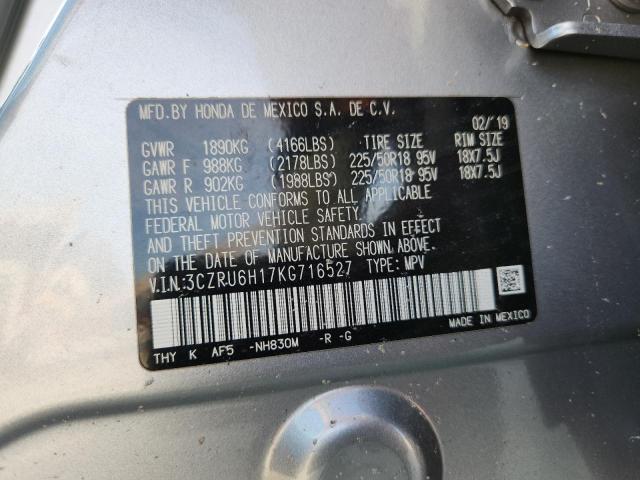 MFD.BY HONDA DE MEXICO S.A. DE C.V.
02/'19
GVWR 1890KG (4166LBS) TIRE SIZE RIM SIZE
GAWR F 988KG (2178LBS) 225/50R18 95V 18X7.5J
GAWR R 902KG (1988LBS) 225/50R18 95V 18X7.5J
THIS VEHICLE CONFORMS TO ALL APPLICABLE
FEDERAL MOTOR VEHICLE SAFETY,
AND THEFT PREVENTION STANDARDS IN EFFECT
ON THE DATE OF MANUFACTURE SHOWN ABOVE.
V.I.N.:3CZRU6H17KG716527 TYPE: MPV
THY K AF5 -NH830M -R -G
MADE IN MEXICO